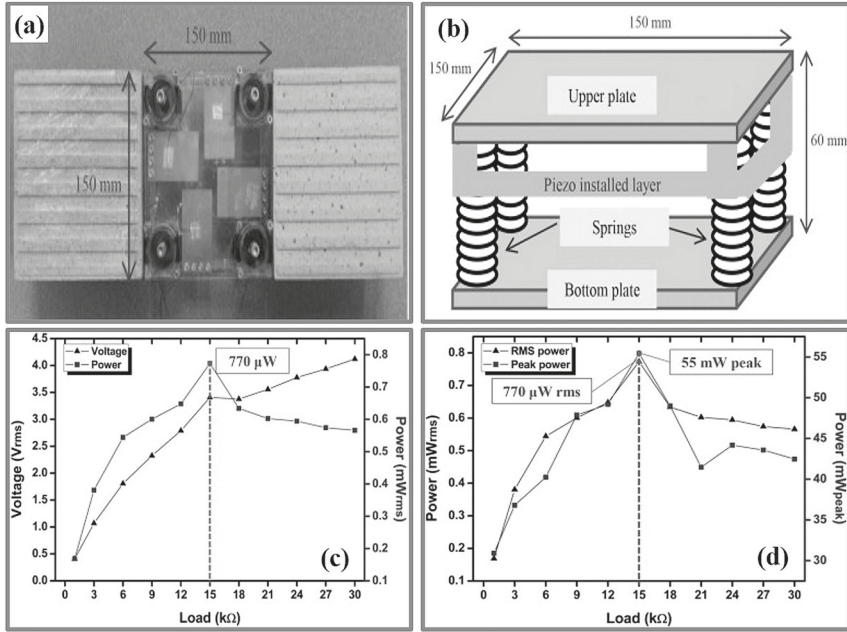 (a)
150 mm
150 mm
(b)
150 mm
150 mm
Upper plate
60 mm
Piezo installed layer
Springs
Bottom plate
4.5
4.0
3.5
3.0
2.5
2.0
1.5
1.0
0.5
0.0
Voltage (Vrms)
Voltage
Power
770 µW
0.8
0.7
0.6
0.5
0.4
0.3
0.2
0.1
Power (mWrms)
(c)
0 3 6 9 12 15 18 21 24 27 30
Load (kΩ)
0.8
0.7
0.6
0.5
0.4
0.3
0.2
0.1
Power (mWrms)
RMS power
Peak power
55 mW peak
770 µW rms
55
50
45
40
35
30
Power (mWpeak)
(d)
0 3 6 9 12 15 18 21 24 27 30
Load (kΩ)